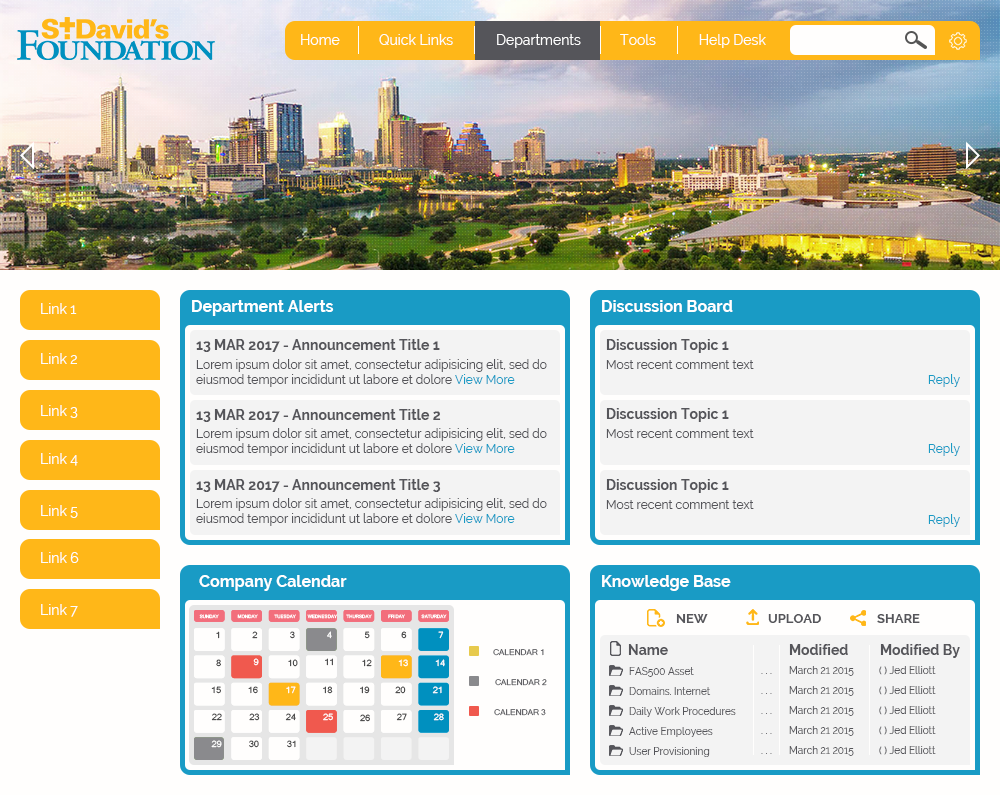 St David's
FOUNDATION
Home Quick Links Departments Tools Help Desk
Link 1
Link 2
Link 3
Link 4
Link 5
Link 6
Link 7
Department Alerts
13 MAR 2017 - Announcement Title 1
Lorem ipsum dolor sit amet, consectetur adipisicing elit, sed do
eiusmod tempor incididunt ut labore et dolore View More
13 MAR 2017 - Announcement Title 2
Lorem ipsum dolor sit amet, consectetur adipisicing elit, sed do
eiusmod tempor incididunt ut labore et dolore View More
13 MAR 2017 - Announcement Title 3
Lorem ipsum dolor sit amet, consectetur adipisicing elit, sed do
eiusmod tempor incididunt ut labore et dolore View More
Discussion Board
Discussion Topic 1
Most recent comment text
Reply
Discussion Topic 1
Most recent comment text
Reply
Discussion Topic 1
Most recent comment text
Reply
Company Calendar
SUNDAY MONDAY TUESDAY WEDNESDAY THURSDAY FRIDAY SATURDAY
1 2 3 4 5 6 7
8 9 10 11 12 13 14
15 16 17 18 19 20 21
22 23 24 25 26 27 28
29 30 31
CALENDAR 1
CALENDAR 2
CALENDAR 3
Knowledge Base
NEW UPLOAD SHARE
Name Modified Modified By
FAS500 Asset ... March 21 2015 ( ) Jed Elliott
Domains. Internet ... March 21 2015 ( ) Jed Elliott
Daily Work Procedures ... March 21 2015 ( ) Jed Elliott
Active Employees ... March 21 2015 ( ) Jed Elliott
User Provisioning ... March 21 2015 ( ) Jed Elliott